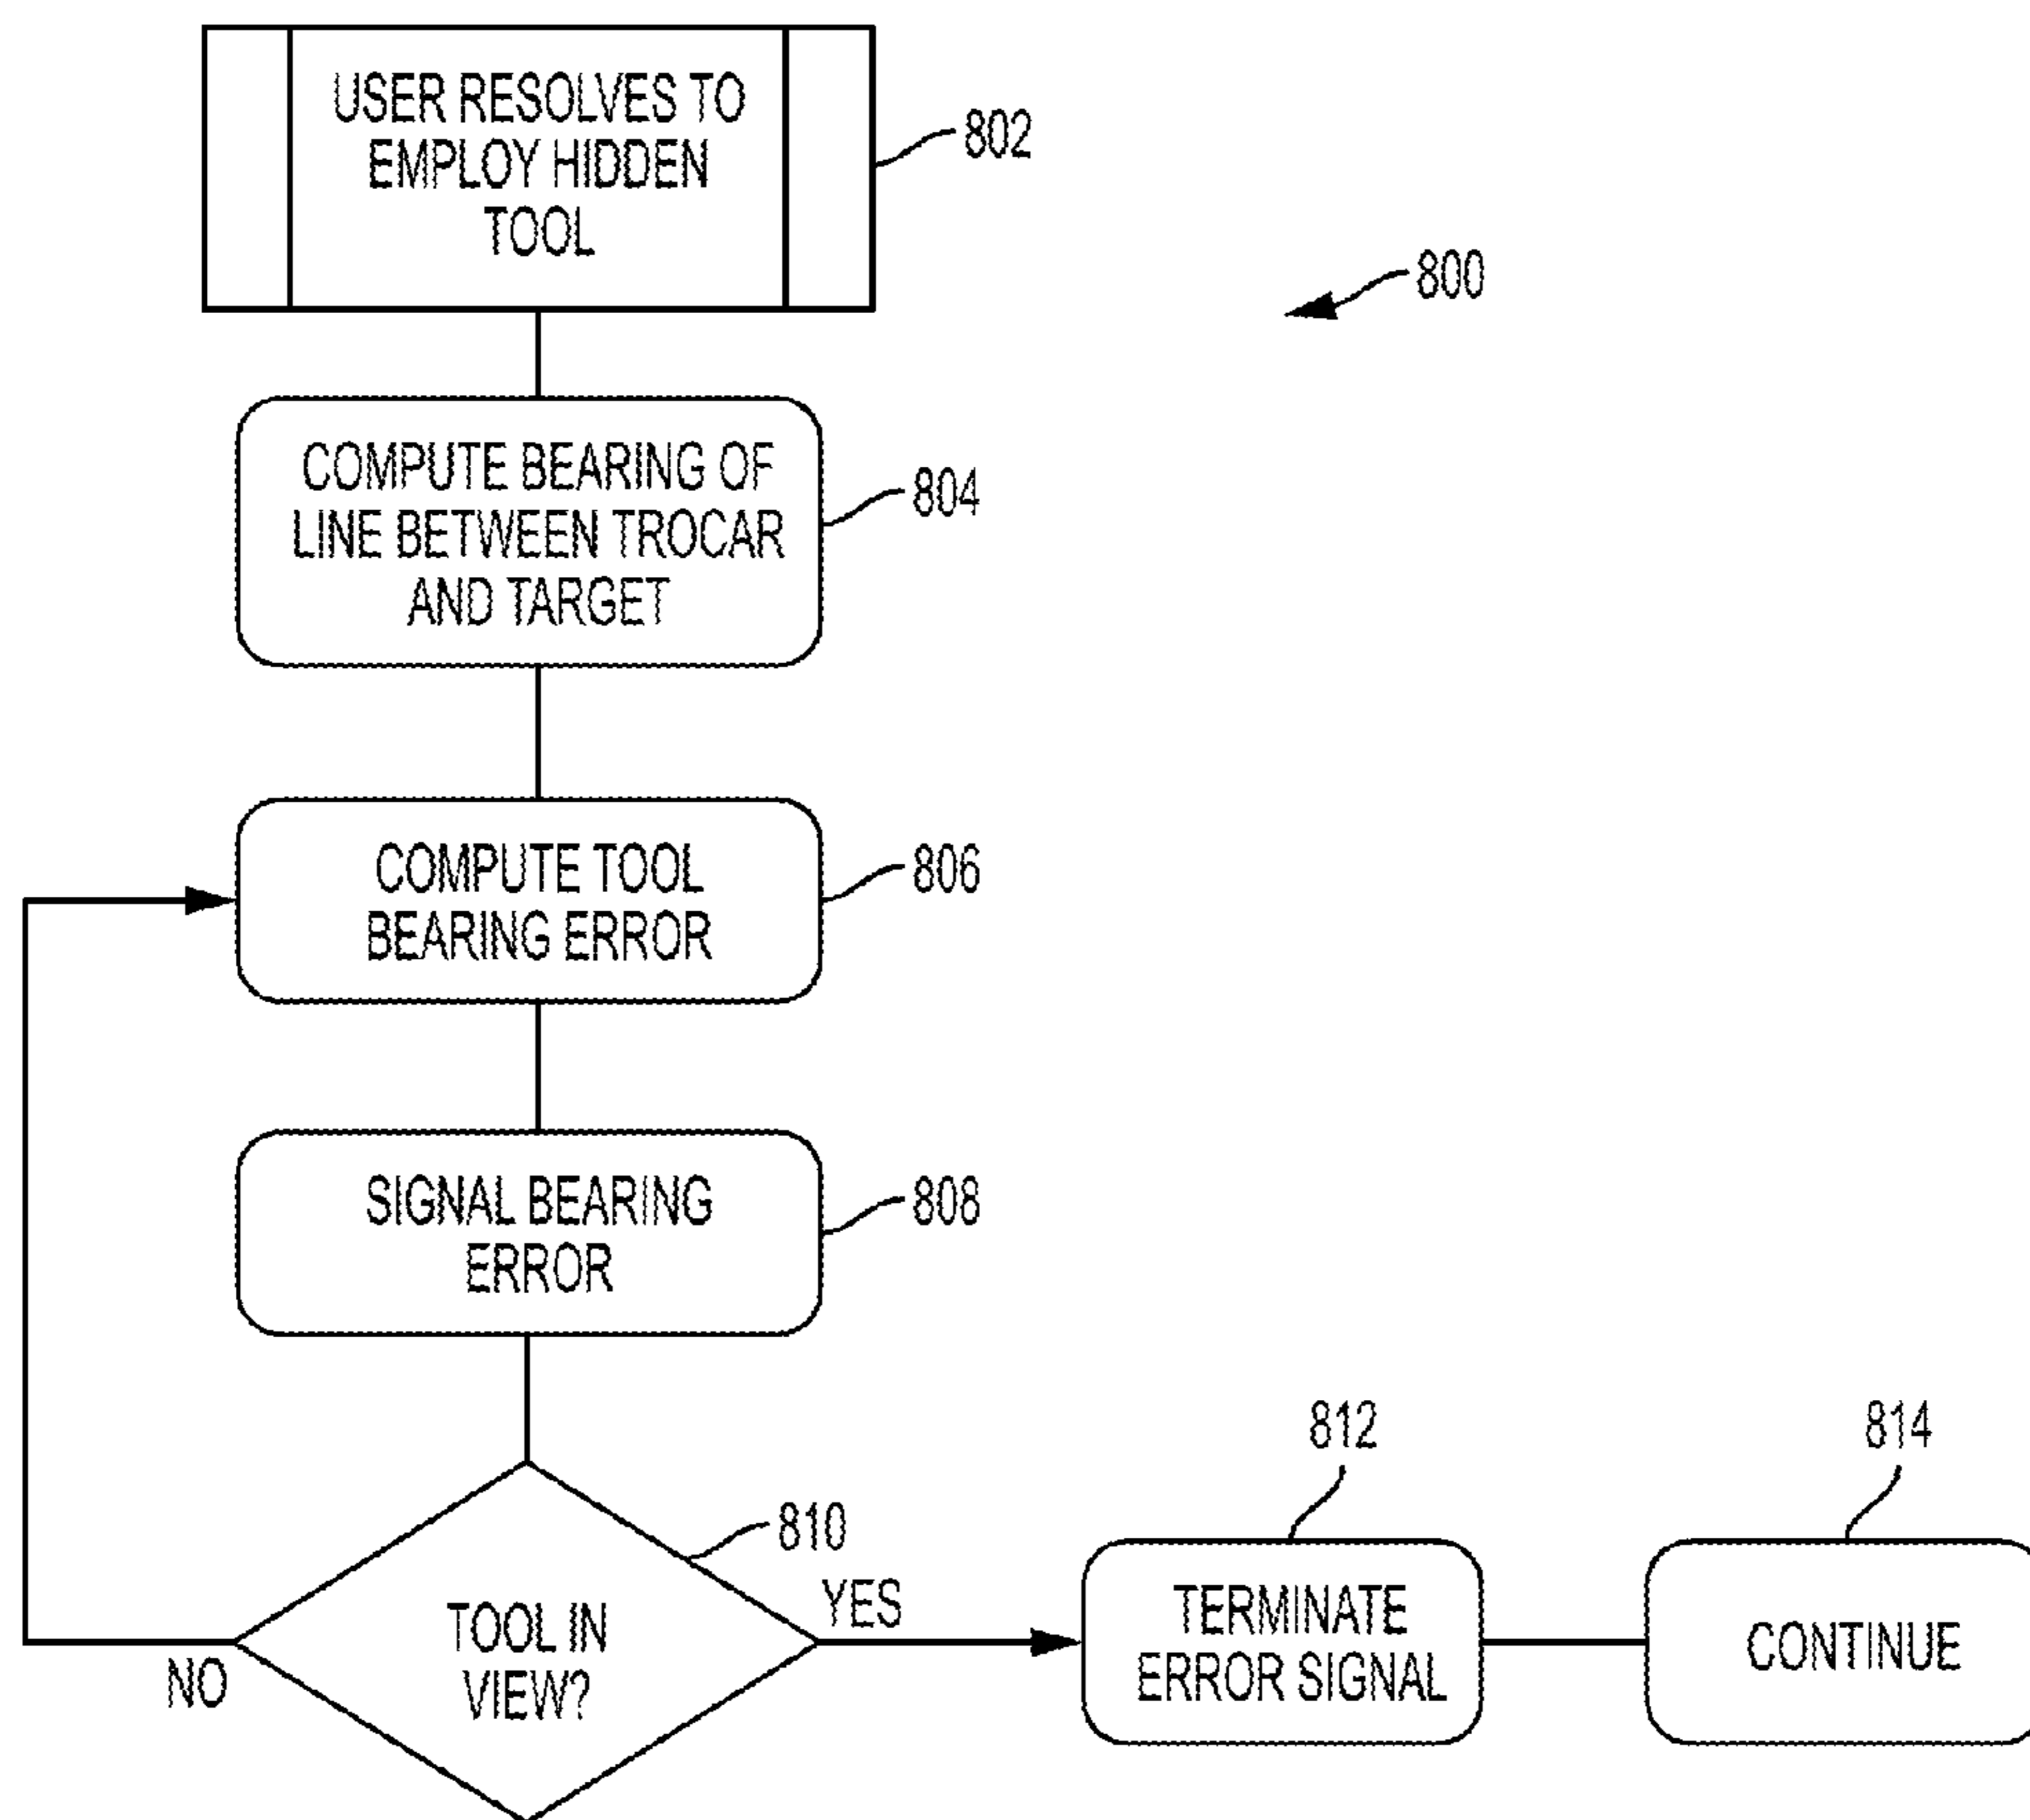 USER RESOLVES TO
EMPLOY HIDDEN
TOOL
802
800
COMPUTE BEARING OF
LINE BETWEEN TROCAR
AND TARGET
804
COMPUTE TOOL
BEARING ERROR
806
SIGNAL BEARING
ERROR
808
810
TOOL IN
VIEW?
NO
YES
812
TERMINATE
ERROR SIGNAL
814
CONTINUE